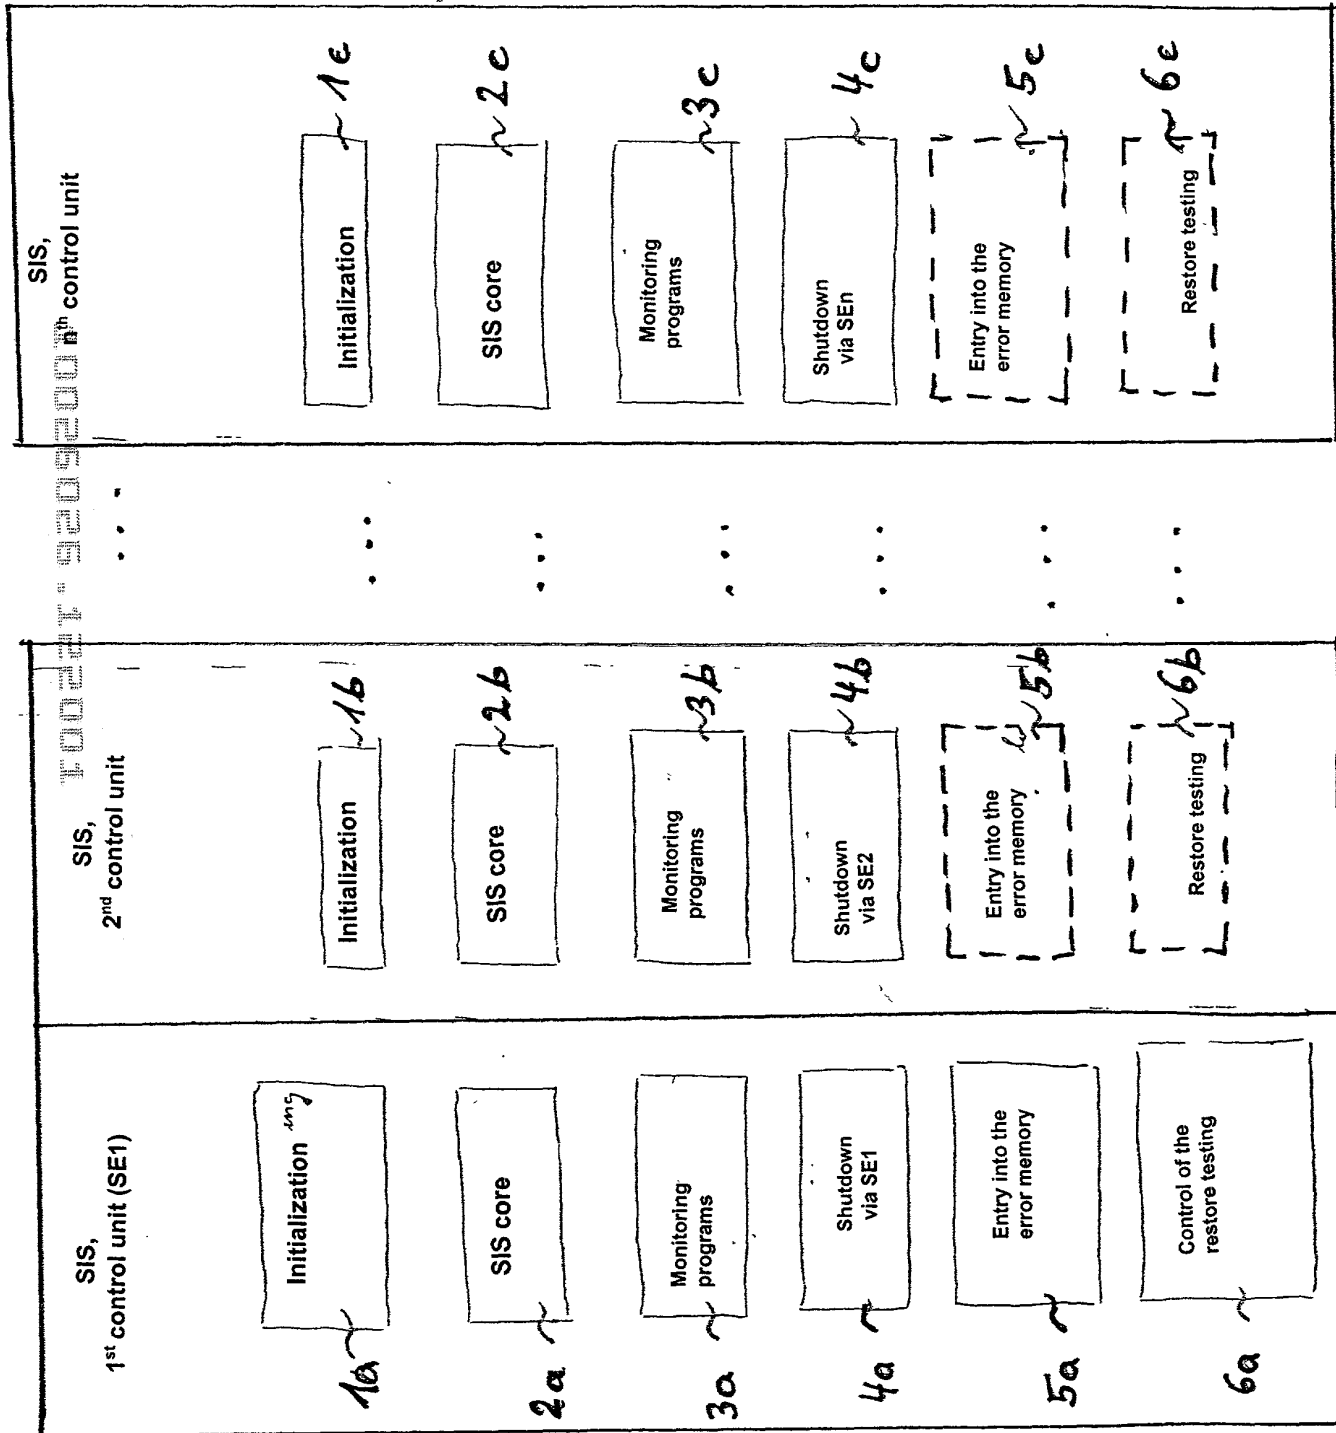 SIS,
1st control unit (SE1)
Initialization
1a
SIS core
2a
Monitoring
programs
3a
Shutdown
via SE1
4a
Entry into the
error memory
5a
Control of the
restore testing
6a
SIS,
2nd control unit
Initialization
1b
SIS core
2b
Monitoring
programs
3b
Shutdown
via SE2
4b
Entry into the
error memory
5b
Restore testing
6b
...
...
...
...
...
...
...
SIS,
nth control unit
Initialization
1c
SIS core
2c
Monitoring
programs
3c
Shutdown
via SEn
4c
Entry into the
error memory
5c
Restore testing
6c